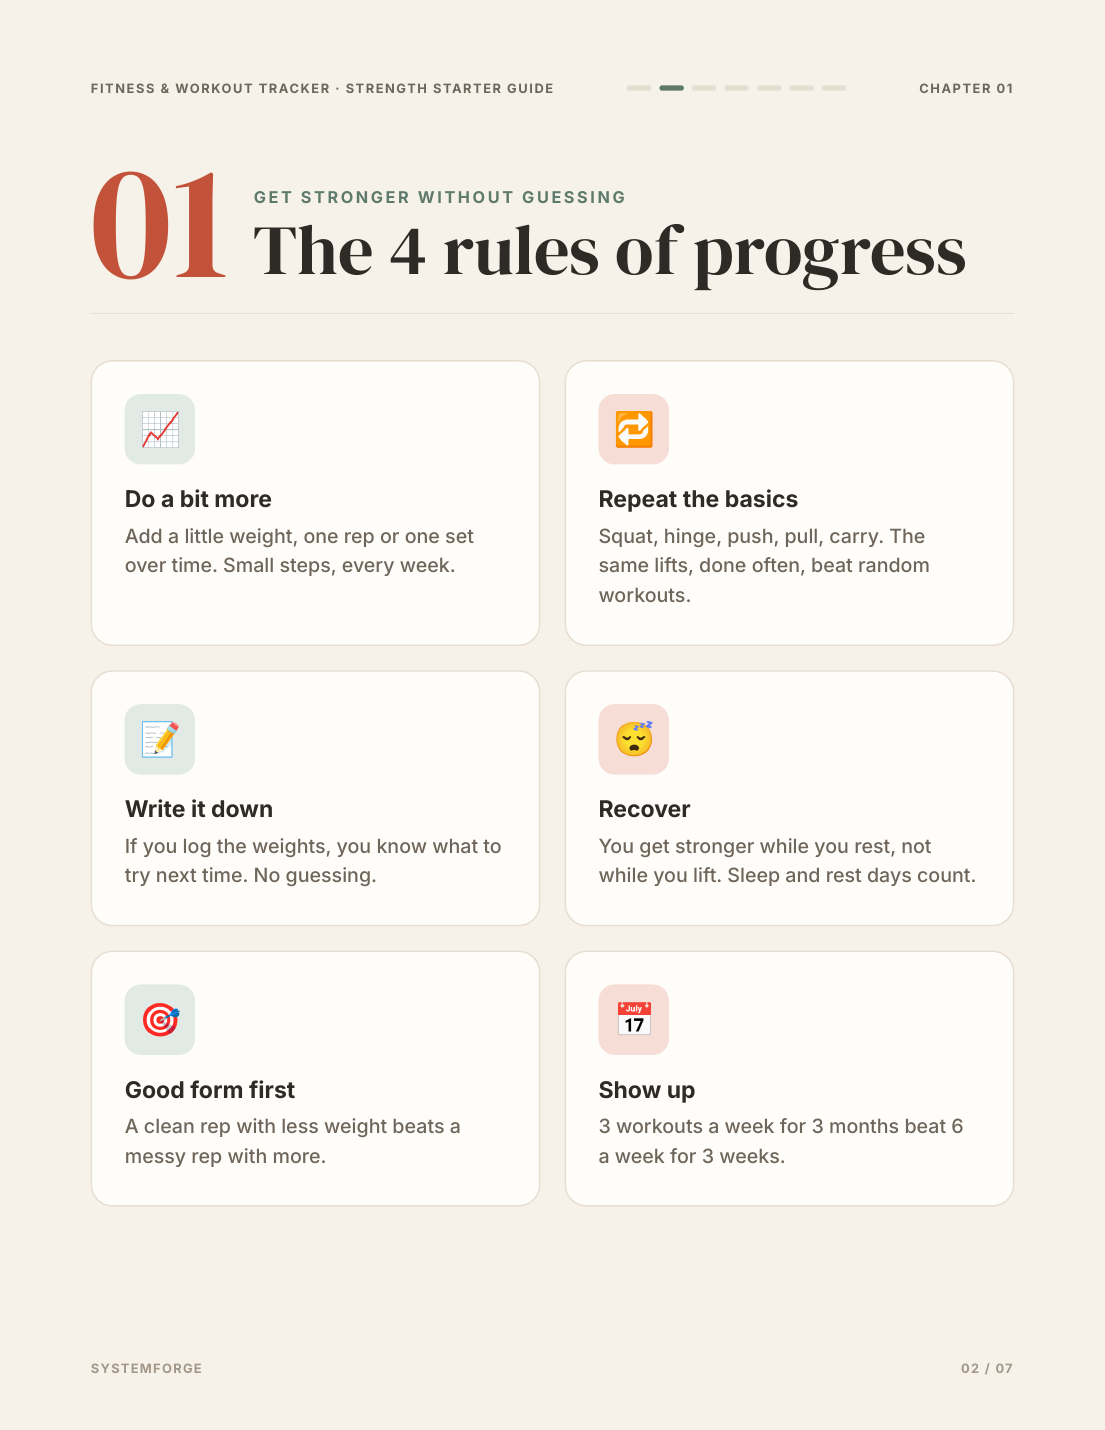 FITNESS & WORKOUT TRACKER · STRENGTH STARTER GUIDE
CHAPTER 01
01
GET STRONGER WITHOUT GUESSING
The 4 rules of progress
Do a bit more
Add a little weight, one rep or one set
over time. Small steps, every week.
Repeat the basics
Squat, hinge, push, pull, carry. The
same lifts, done often, beat random
workouts.
Write it down
If you log the weights, you know what to
try next time. No guessing.
Recover
You get stronger while you rest, not
while you lift. Sleep and rest days count.
Good form first
A clean rep with less weight beats a
messy rep with more.
July
17
Show up
3 workouts a week for 3 months beat 6
a week for 3 weeks.
SYSTEMFORGE
02 / 07